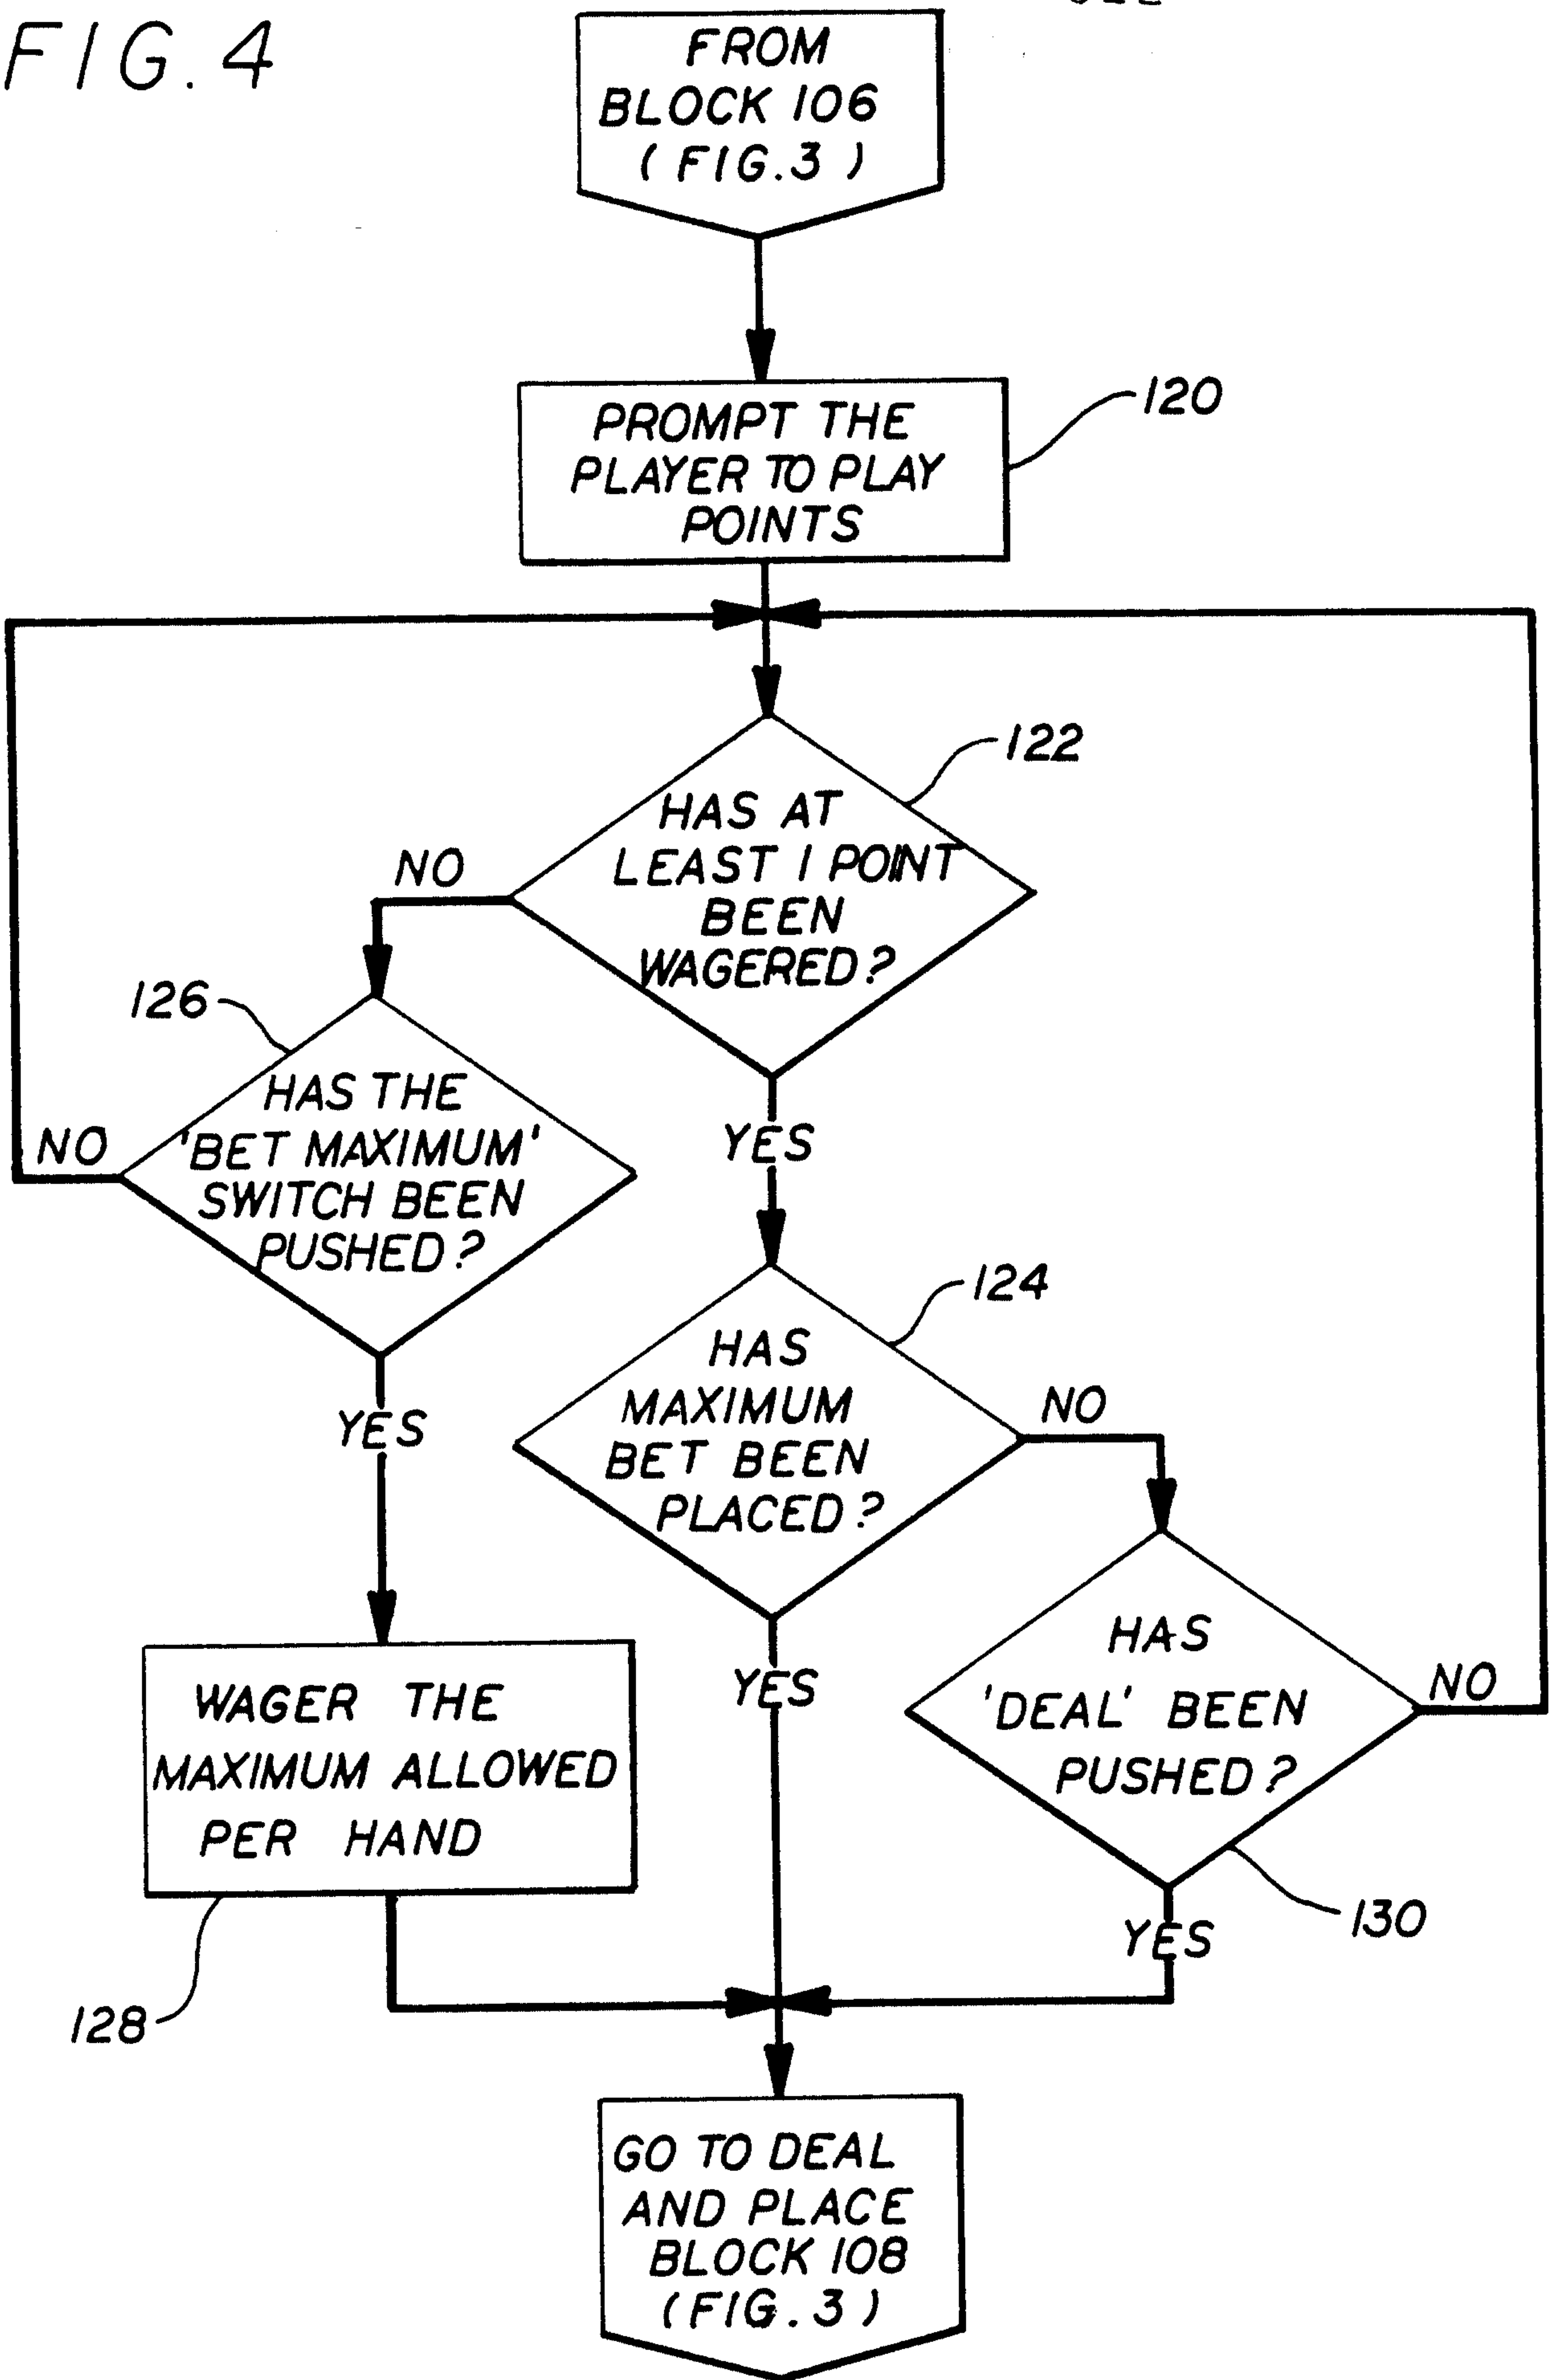 FIG. 4
FROM
BLOCK 106
( FIG. 3 )
PROMPT THE
PLAYER TO PLAY
POINTS
120
HAS AT
LEAST 1 POINT
BEEN
WAGERED?
122
NO
YES
126
HAS THE
'BET MAXIMUM'
SWITCH BEEN
PUSHED?
NO
YES
124
HAS
MAXIMUM
BET BEEN
PLACED?
NO
YES
HAS
'DEAL' BEEN
PUSHED?
NO
YES
130
WAGER THE
MAXIMUM ALLOWED
PER HAND
128
GO TO DEAL
AND PLACE
BLOCK 108
( FIG. 3 )